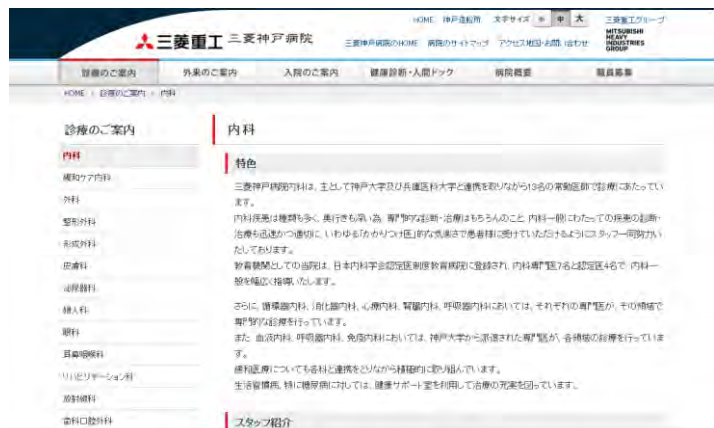 HOME 神戸造船所 文字サイズ 小 中 大 三菱重工グループ
三菱重工 三菱神戸病院
MITSUBISHI HEAVY INDUSTRIES GROUP
三菱神戸病院のHOME 病院のサイトマップ アクセス地図・お問い合わせ
診療のご案内 外来のご案内 入院のご案内 健康診断・人間ドック 病院概要 職員募集
HOME > 診療のご案内 > 内科
診療のご案内
内科
緩和ケア内科
外科
整形外科
形成外科
皮膚科
泌尿器科
婦人科
眼科
耳鼻咽喉科
リハビリテーション科
放射線科
歯科口腔外科
内科
特色
三菱神戸病院内科は、主として神戸大学及び兵庫医科大学と連携を取りながら13名の常勤医師で診療にあたってい
ます。
内科疾患は種類も多く、奥行きも深い為、専門的な診断・治療はもちろんのこと、内科一般にわたっての疾患の診断・
治療も迅速かつ適切に、いわゆる「かかりつけ医」的な気楽さで患者様に受けていただけるようにスタッフ一同努力い
たしております。
教育機関としての当院は、日本内科学会認定医制度教育病院に登録され、内科専門医7名と認定医4名で、内科一
般を幅広く指導いたします。
さらに、循環器内科、消化器内科、心療内科、腎臓内科、呼吸器内科においては、それぞれの専門医が、その領域で
専門的な診療を行っています。
また、血液内科、呼吸器内科、免疫内科においては、神戸大学から派遣された専門医が、各領域の診療を行っていま
す。
緩和医療についても各科と連携をとりながら積極的に取り組んでいます。
生活習慣病、特に糖尿病に対しては、健康サポート室を利用して治療の充実を図っています。
スタッフ紹介